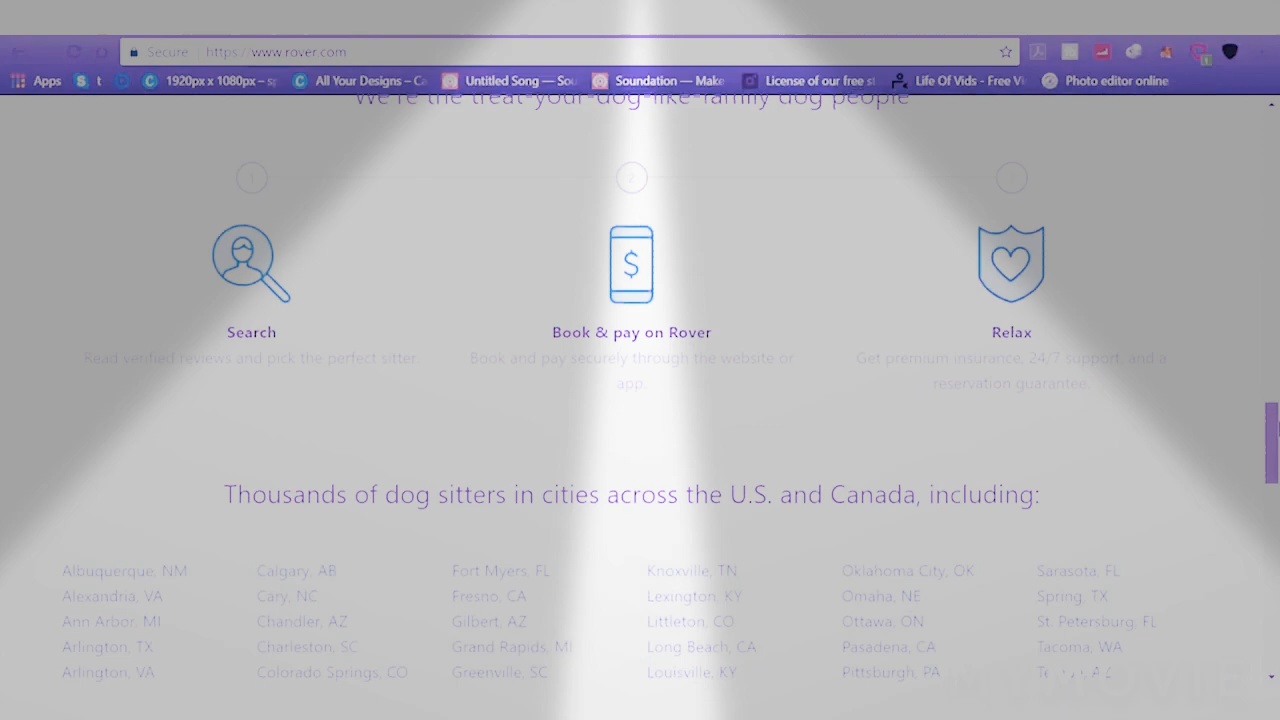 Secure https://www.rover.com
Apps S t 1920px x 1080px – sp All Your Designs – Ca Untitled Song — Sou Soundation — Make License of our free st Life Of Vids - Free Vi Photo editor online
We're the treat-your-dog-like-family dog people
1 2
Search Book & pay on Rover Relax
Read verified reviews and pick the perfect sitter Book and pay securely through the website or Get premium insurance, 24/7 support, and a
app. reservation guarantee.
Thousands of dog sitters in cities across the U.S. and Canada, including:
Albuquerque, NM Calgary, AB Fort Myers, FL Knoxville, TN Oklahoma City, OK Sarasota, FL
Alexandria, VA Cary, NC Fresno, CA Lexington, KY Omaha, NE Spring, TX
Ann Arbor, MI Chandler, AZ Gilbert, AZ Littleton, CO Ottawa, ON St. Petersburg, FL
Arlington, TX Charleston, SC Grand Rapids, MI Long Beach, CA Pasadena, CA Tacoma, WA
Arlington, VA Colorado Springs, CO Greenville, SC Louisville, KY Pittsburgh, PA